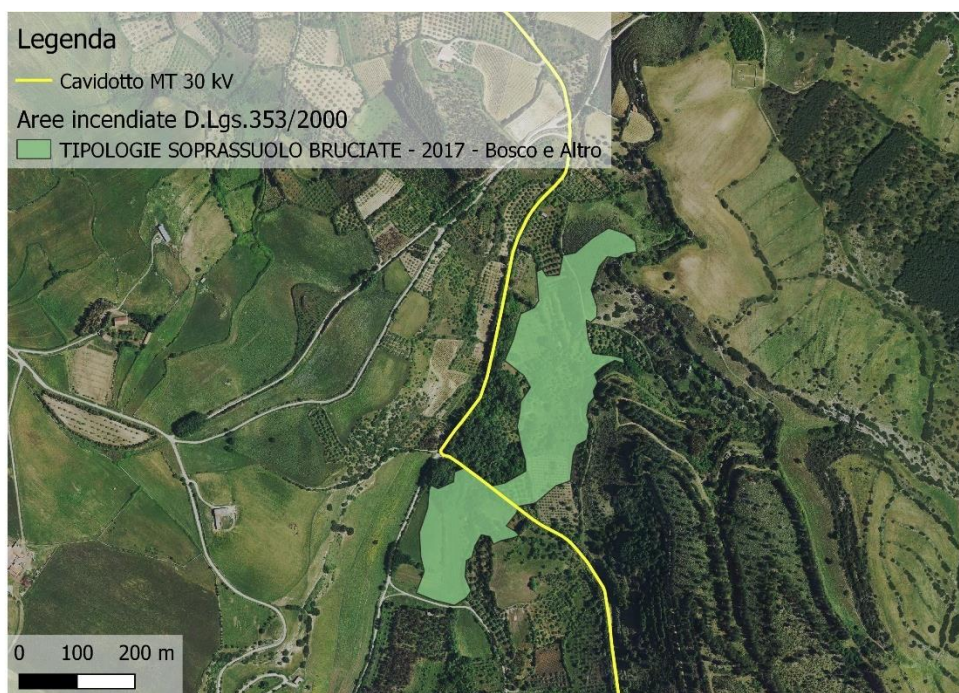 Legenda
Cavidotto MT 30 kV
Aree incendiate D.Lgs.353/2000
TIPOLOGIE SOPRASSUOLO BRUCIATE - 2017 - Bosco e Altro
0 100 200 m